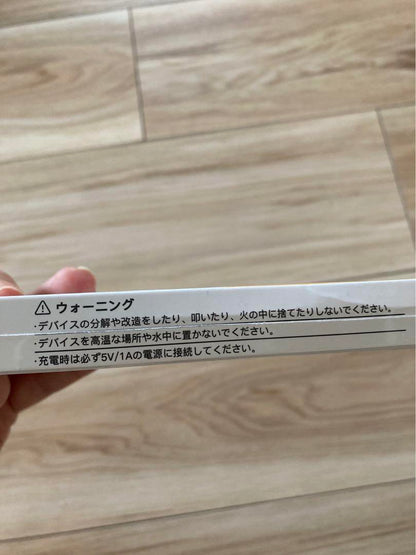 ⚠ ウォーニング
·デバイスの分解や改造をしたり、叩いたり、火の中に捨てたりしないでください。
·デバイスを高温な場所や水中に置かないでください。
·充電時は必ず5V/1Aの電源に接続してください。